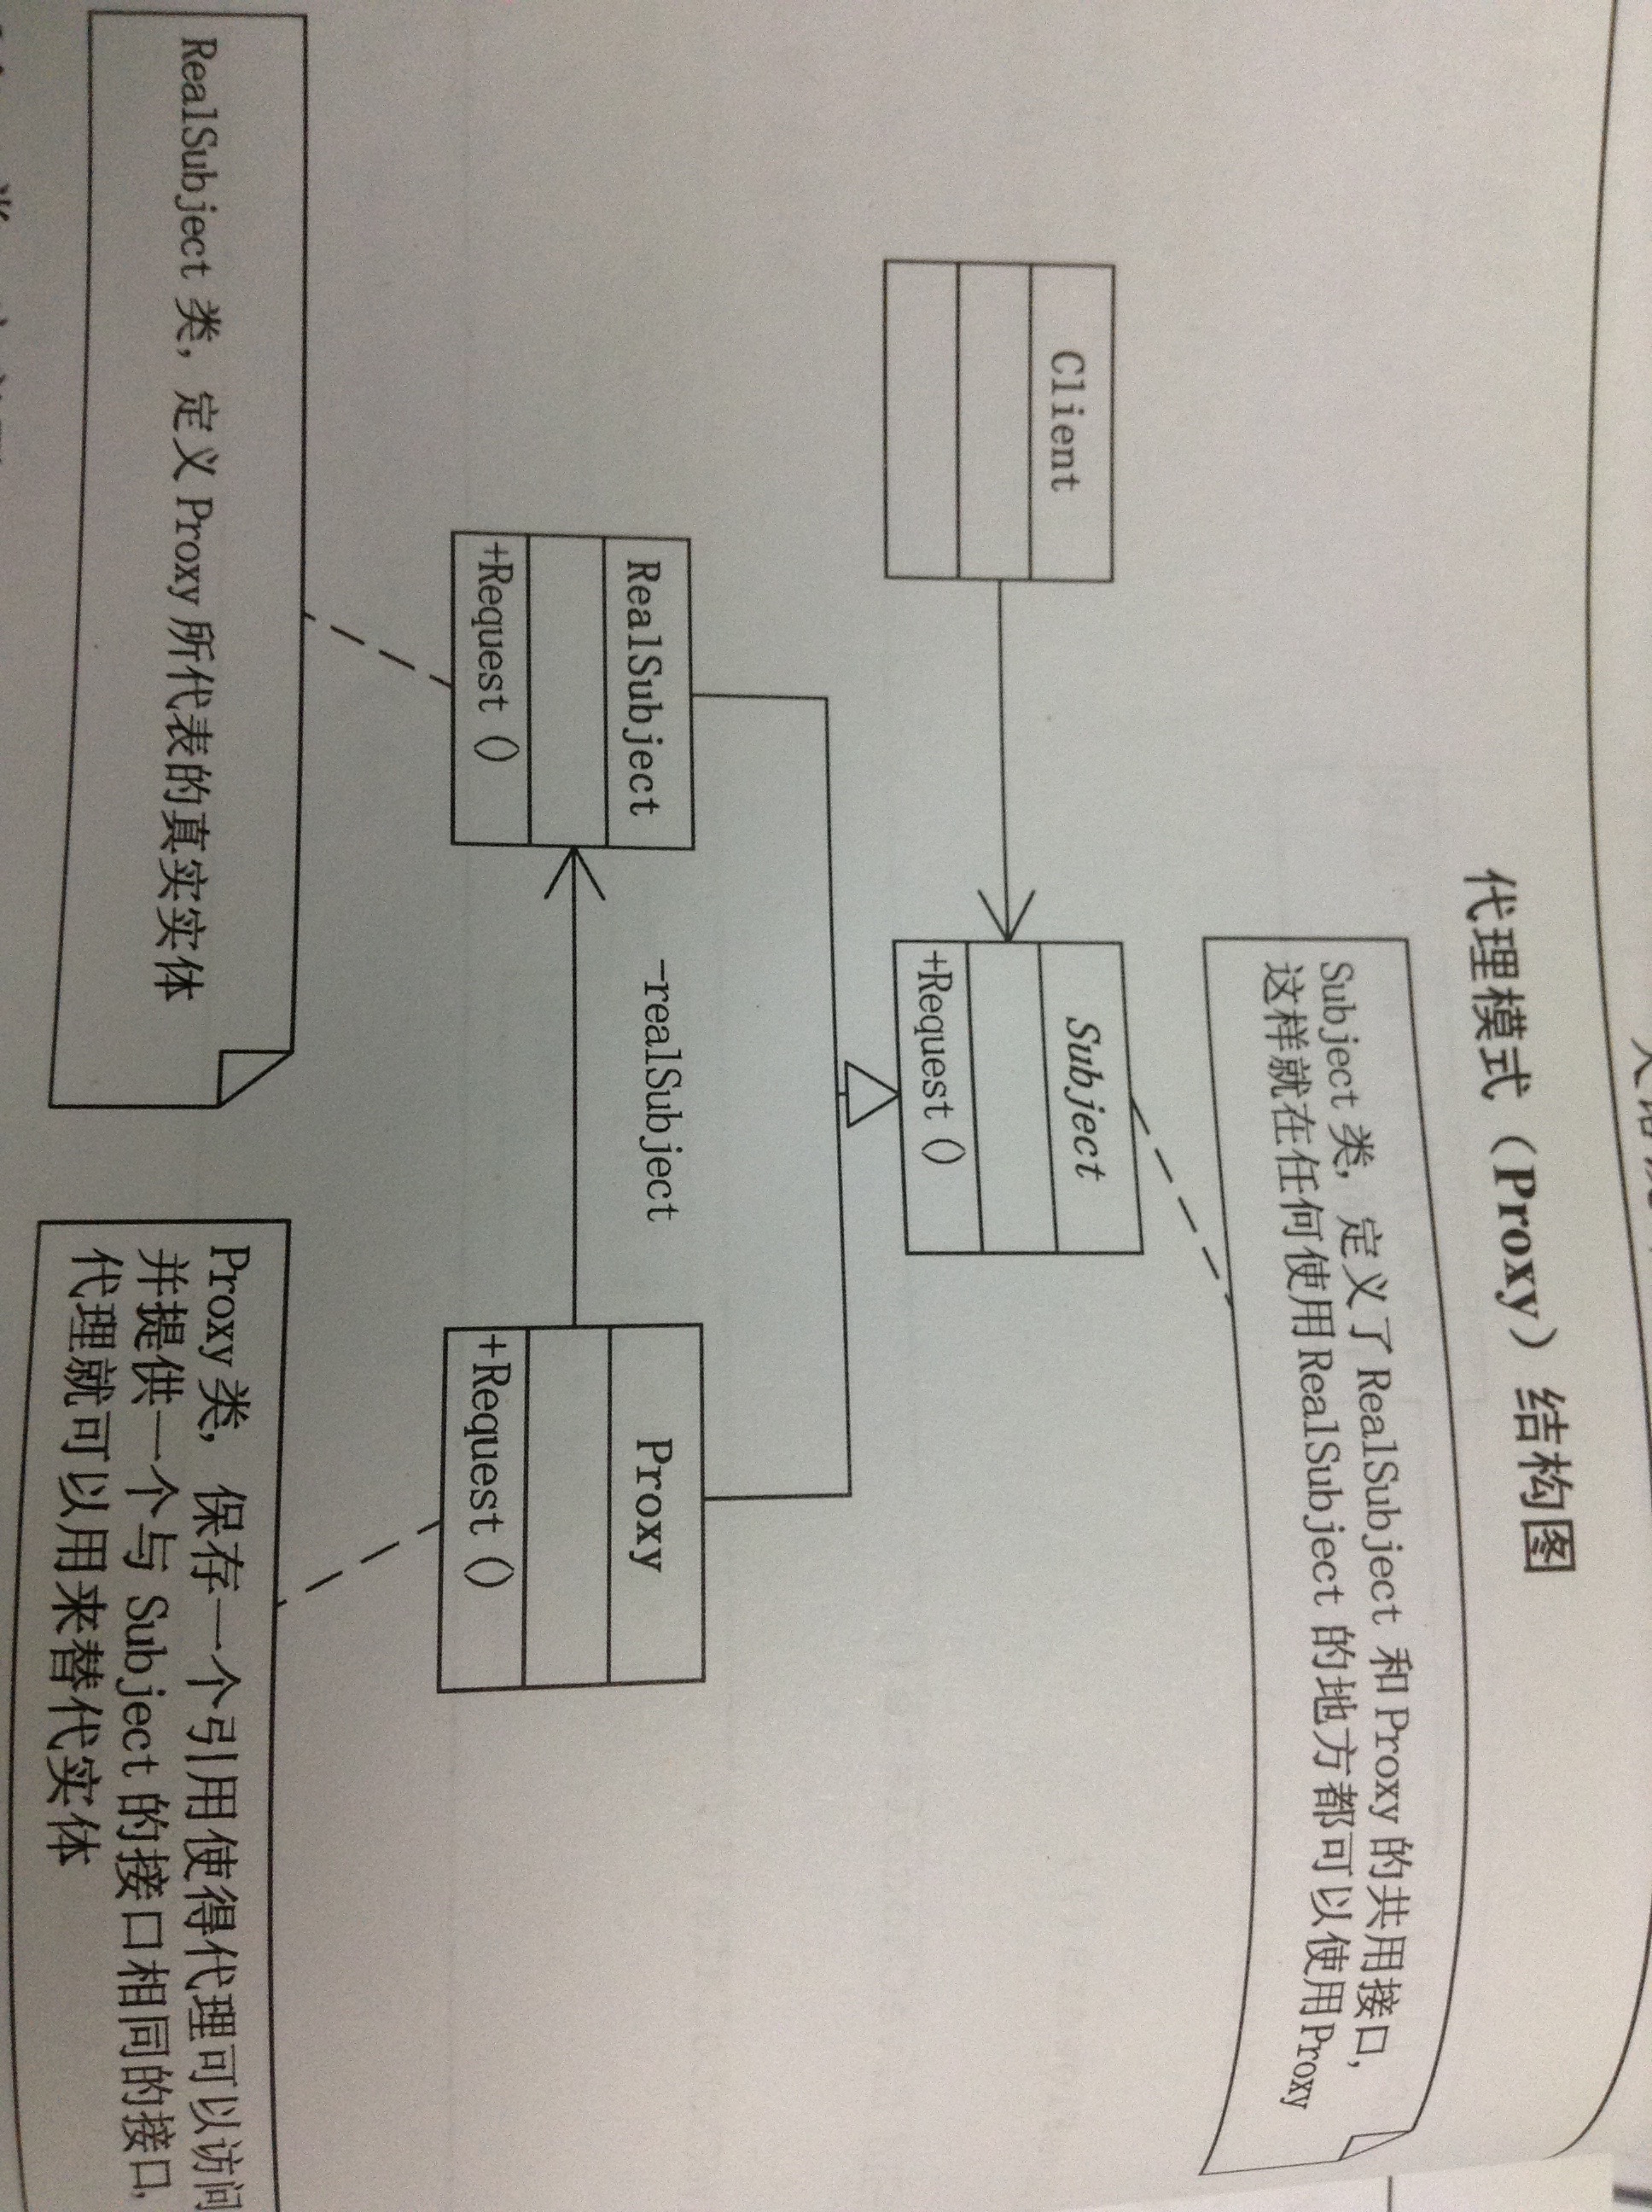 代理模式（Proxy）结构图
Subject 类，定义了 RealSubject 和 Proxy 的共用接口，
这样就在任何使用 RealSubject 的地方都可以使用 Proxy
Client
Subject
+Request ()
RealSubject
+Request ()
-realSubject
Proxy
+Request ()
RealSubject 类，定义 Proxy 所代表的真实实体
Proxy 类，保存一个引用使得代理可以访问
并提供一个与 Subject 的接口相同的接口，
代理就可以用来替代实体